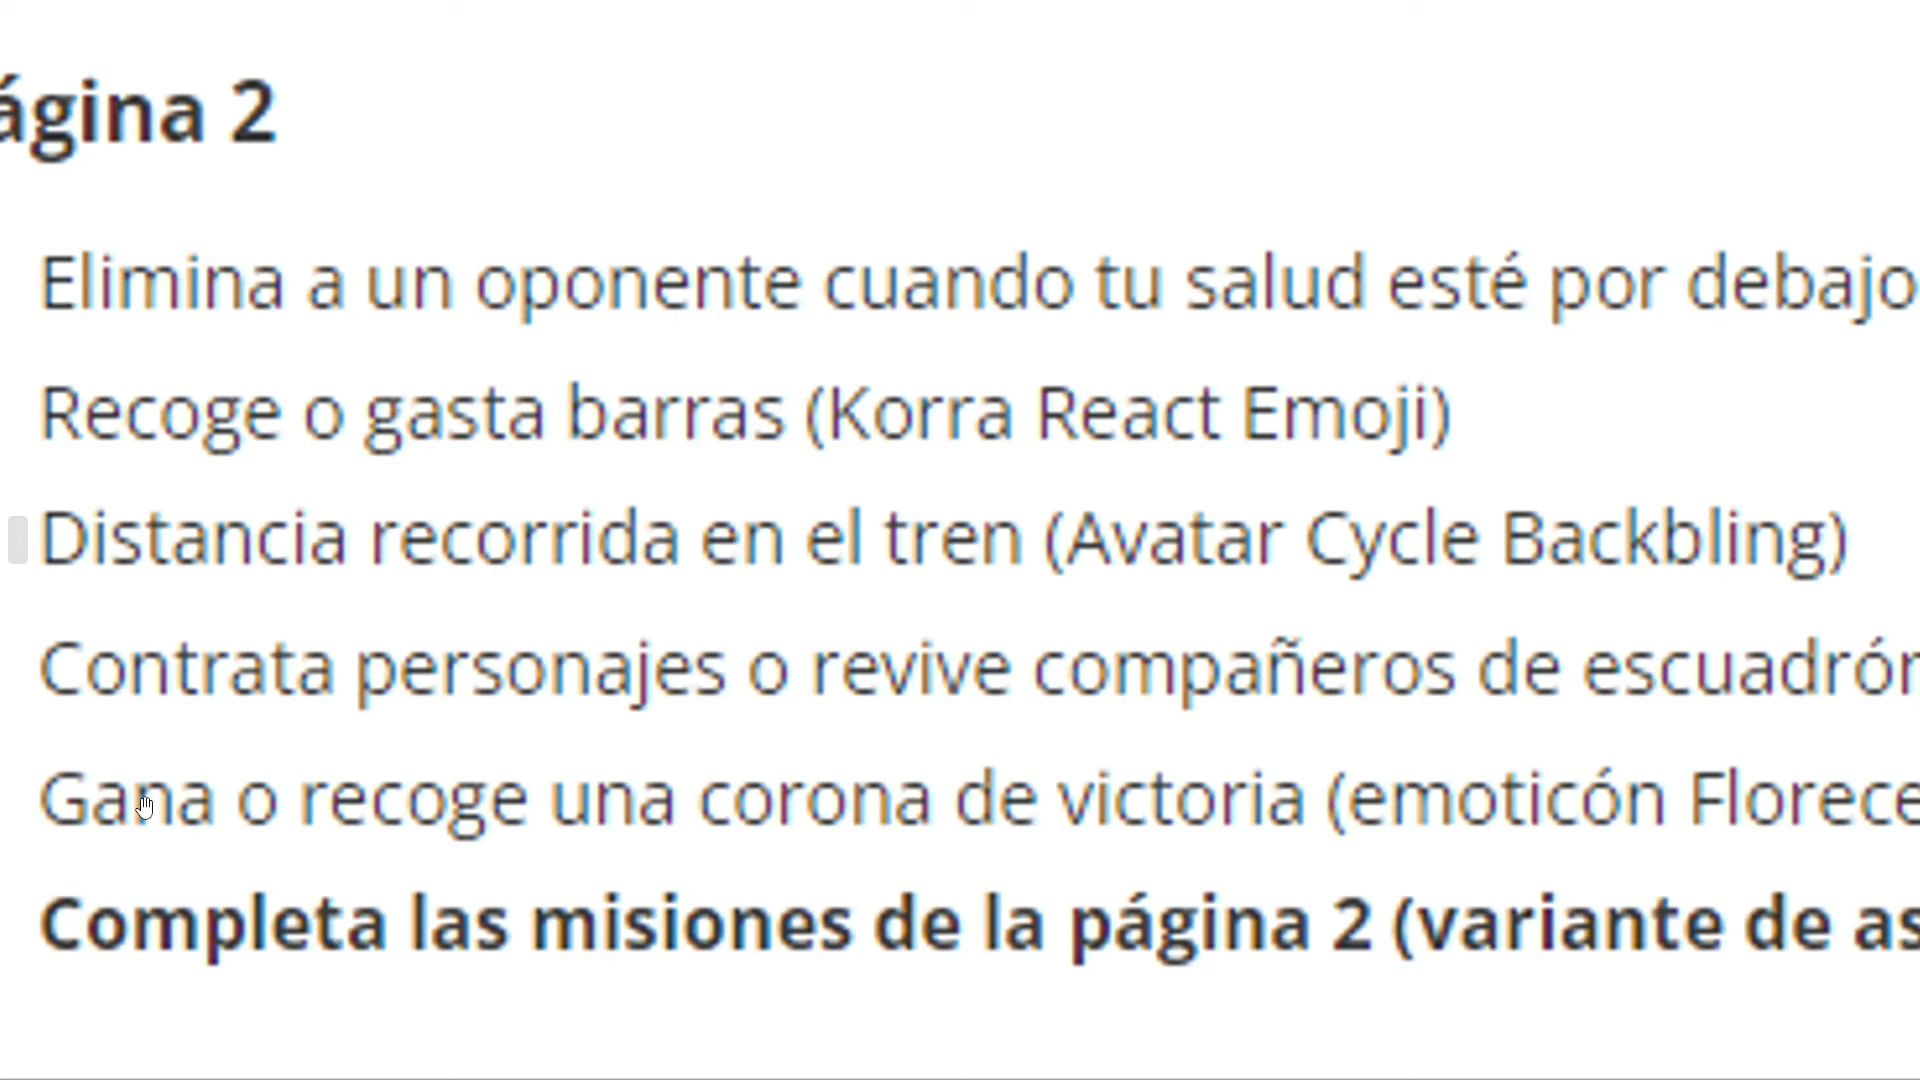 ágina 2
Elimina a un oponente cuando tu salud esté por debajo
Recoge o gasta barras (Korra React Emoji)
Distancia recorrida en el tren (Avatar Cycle Backbling)
Contrata personajes o revive compañeros de escuadrón
Gana o recoge una corona de victoria (emoticón Florece
Completa las misiones de la página 2 (variante de as